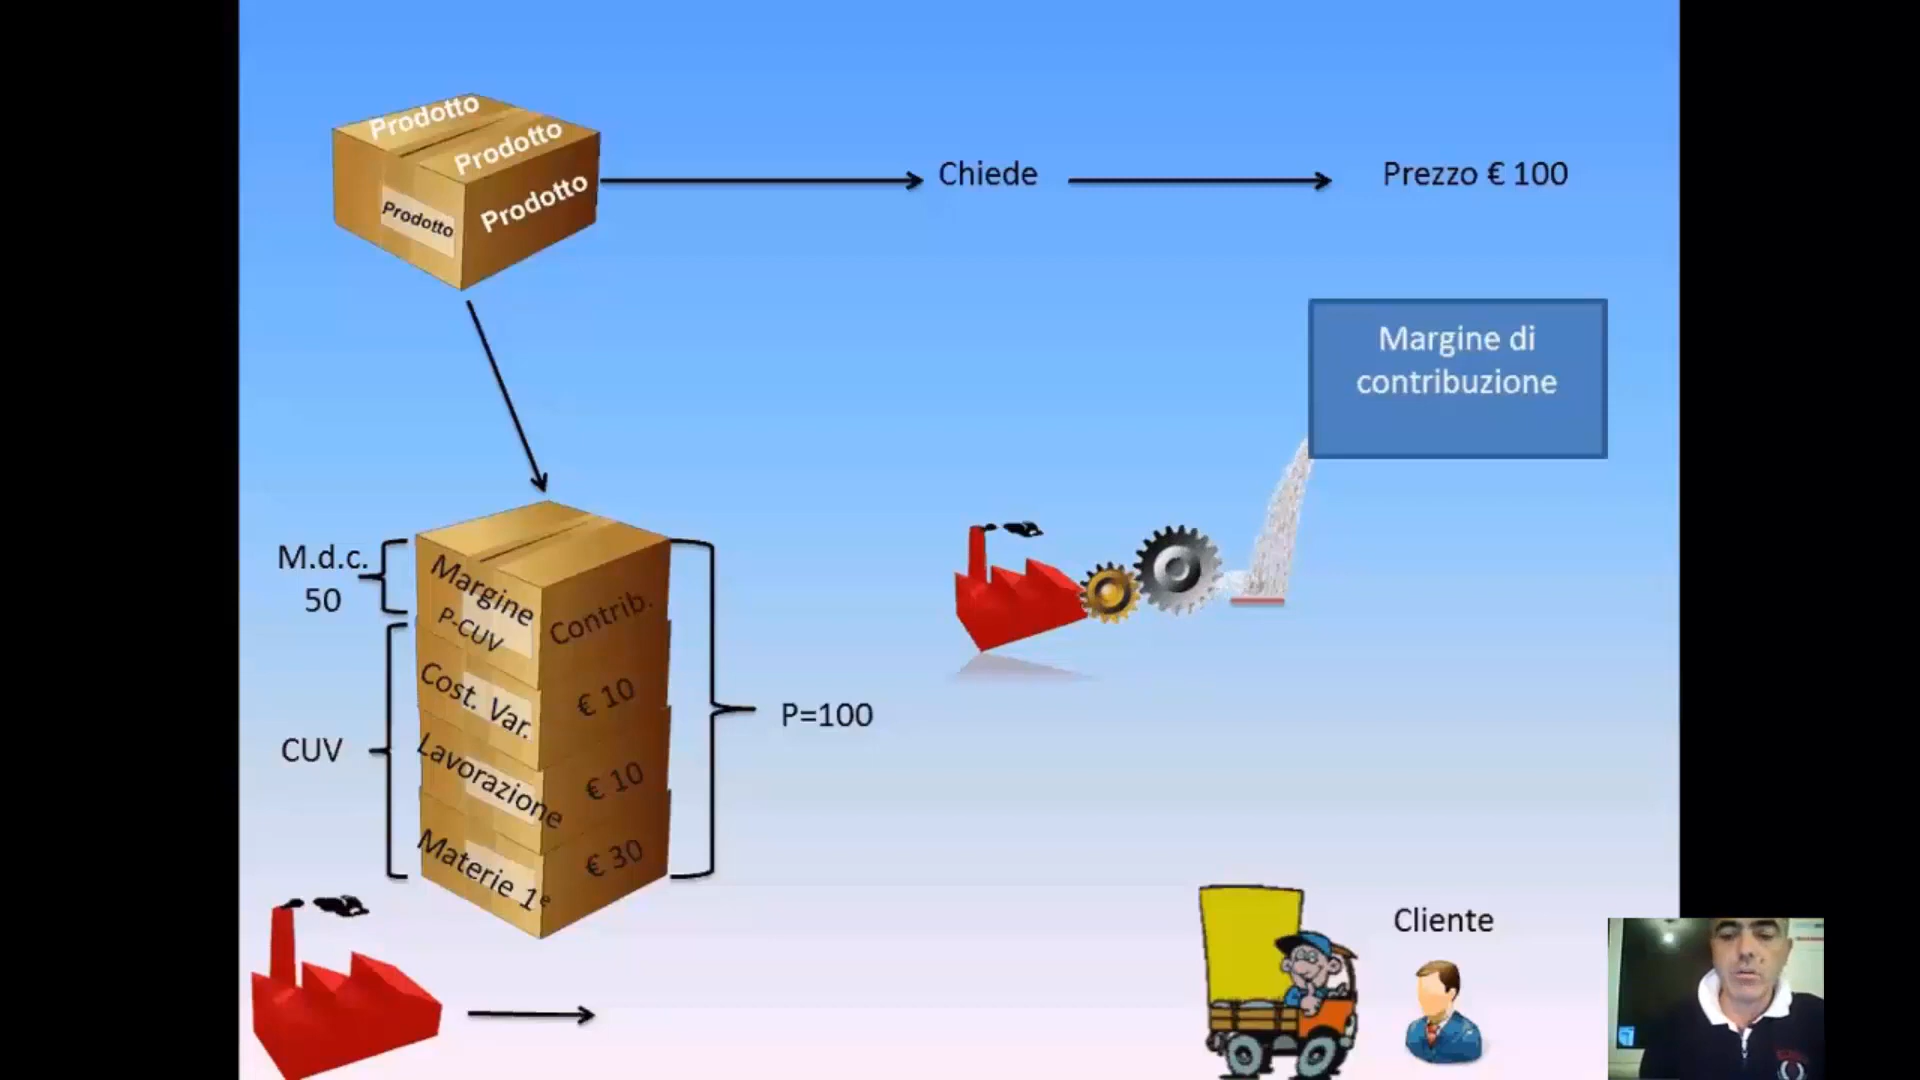 Prodotto
Prodotto
Prodotto
Prodotto
Chiede
Prezzo € 100
Margine di
contribuzione
M.d.c.
50
Margine
P-CUV
Contrib.
Cost. Var.
€ 10
CUV
Lavorazione
€ 10
Materie 1ᵉ
€ 30
P=100
Cliente